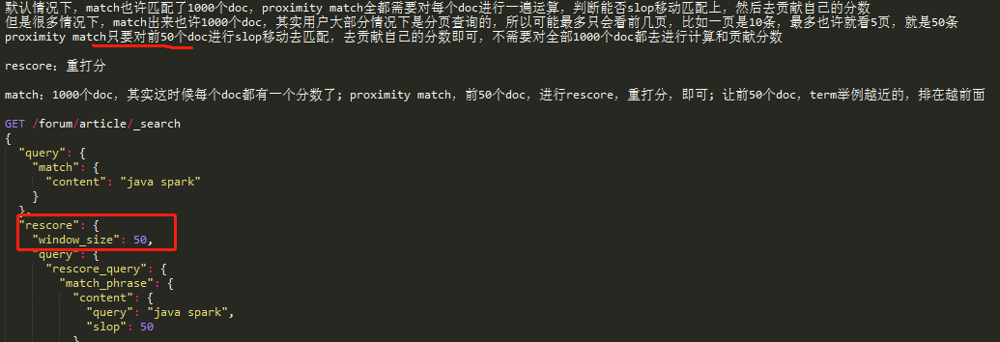 默认情况下，match也许匹配了1000个doc，proximity match全都需要对每个doc进行一遍运算，判断能否slop移动匹配上，然后去贡献自己的分数
但是很多情况下，match出来也许1000个doc，其实用户大部分情况下是分页查询的，所以可能最多只会看前几页，比如一页是10条，最多也许就看5页，就是50条
proximity match只要对前50个doc进行slop移动去匹配，去贡献自己的分数即可，不需要对全部1000个doc都去进行计算和贡献分数
rescore：重打分
match：1000个doc，其实这时候每个doc都有一个分数了; proximity match，前50个doc，进行rescore，重打分，即可; 让前50个doc，term举例越近的，排在越前面
GET /forum/article/_search
{
"query": {
"match": {
"content": "java spark"
}
},
"rescore": {
"window_size": 50,
"query": {
"rescore_query": {
"match_phrase": {
"content": {
"query": "java spark",
"slop": 50
}